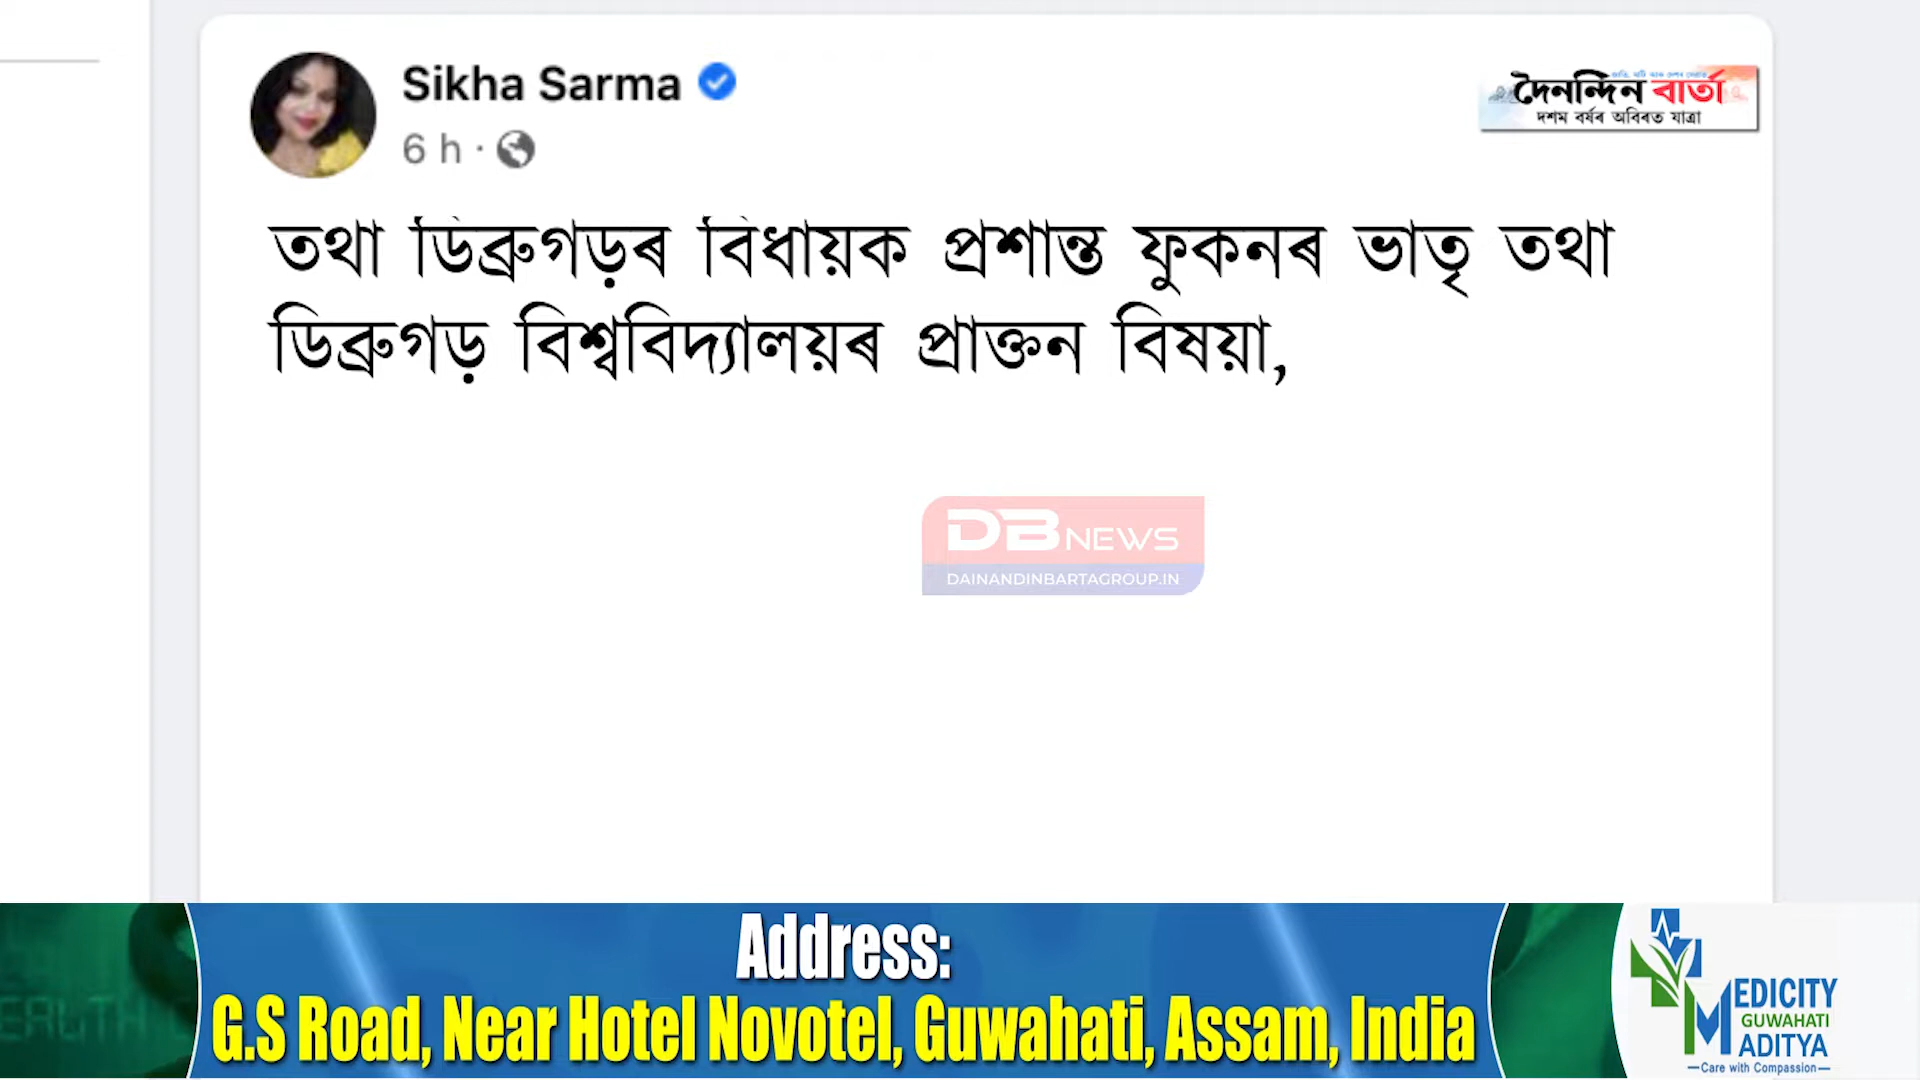 Sikha Sarma
6 h ·
দৈনন্দিন বাৰ্তা
দশম বৰ্ষৰ অবিৰত যাত্ৰা
তথা ডিব্ৰুগড়ৰ বিধায়ক প্ৰশান্ত ফুকনৰ ভাতৃ তথা
ডিব্ৰুগড় বিশ্ববিদ্যালয়ৰ প্ৰাক্তন বিষয়া,
DB NEWS
DAINANDINBARTAGROUP.IN
Address:
G.S Road, Near Hotel Novotel, Guwahati, Assam, India
MEDICITY
GUWAHATI
ADITYA
Care with Compassion